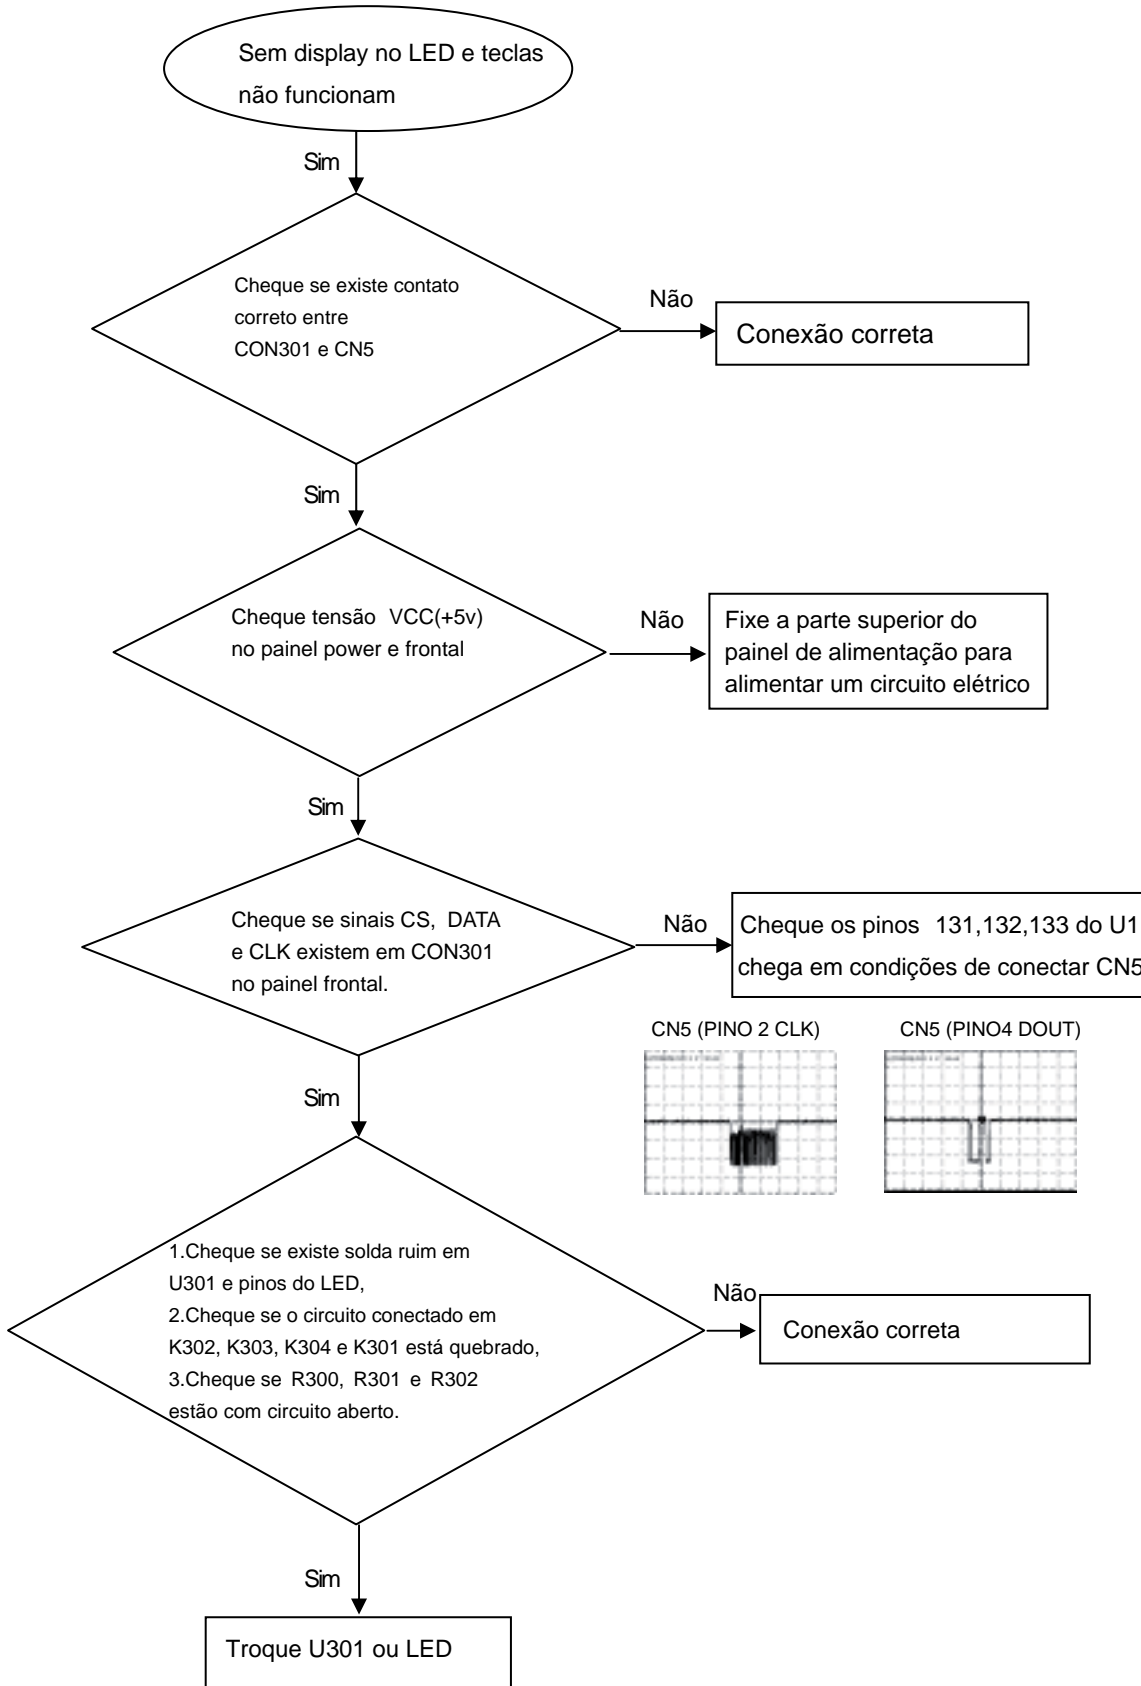 Sem display no LED e teclas
não funcionam
Sim
Cheque se existe contato
correto entre
CON301 e CN5
Não
Conexão correta
Sim
Cheque tensão VCC(+5v)
no painel power e frontal
Não
Fixe a parte superior do
painel de alimentação para
alimentar um circuito elétrico
Sim
Cheque se sinais CS, DATA
e CLK existem em CON301
no painel frontal.
Não
Cheque os pinos 131,132,133 do U1
chega em condições de conectar CN5
CN5 (PINO 2 CLK)
CN5 (PINO4 DOUT)
Sim
1.Cheque se existe solda ruim em
U301 e pinos do LED,
2.Cheque se o circuito conectado em
K302, K303, K304 e K301 está quebrado,
3.Cheque se R300, R301 e R302
estão com circuito aberto.
Não
Conexão correta
Sim
Troque U301 ou LED